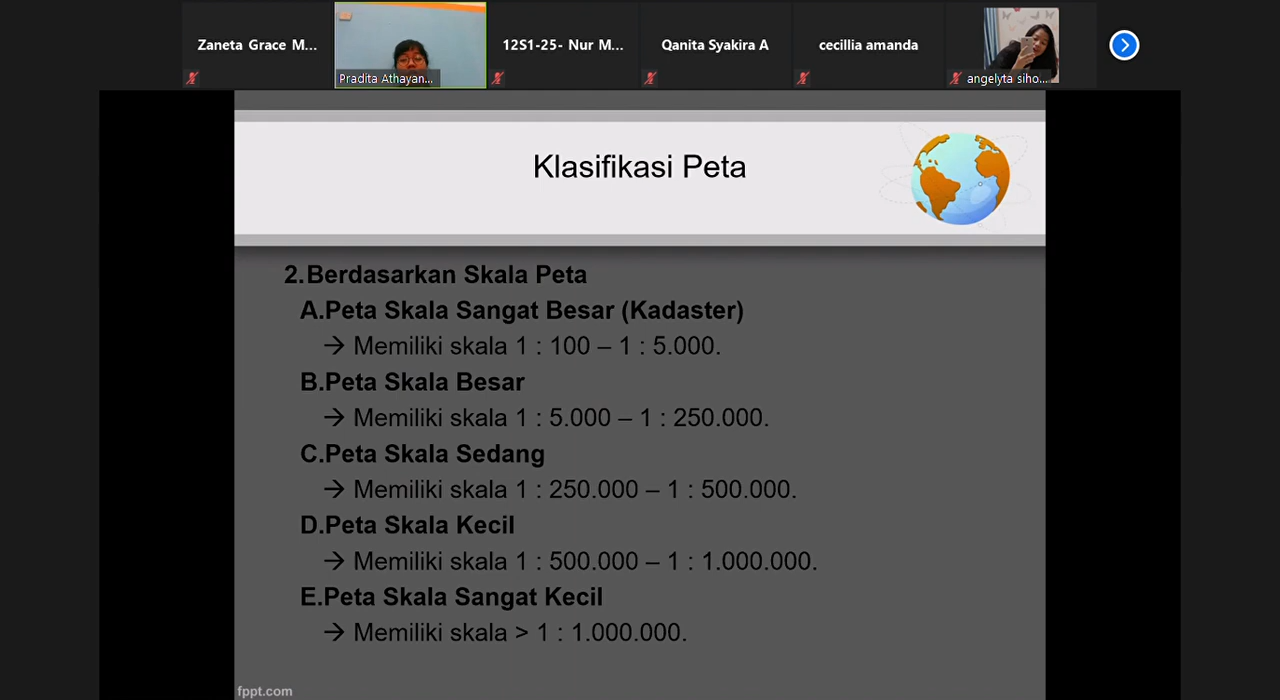 Zaneta Grace M...
Pradita Athayan...
12S1-25- Nur M...
Qanita Syakira A
cecillia amanda
angelyta siho...
Klasifikasi Peta
2.Berdasarkan Skala Peta
A.Peta Skala Sangat Besar (Kadaster)
→ Memiliki skala 1 : 100 – 1 : 5.000.
B.Peta Skala Besar
→ Memiliki skala 1 : 5.000 – 1 : 250.000.
C.Peta Skala Sedang
→ Memiliki skala 1 : 250.000 – 1 : 500.000.
D.Peta Skala Kecil
→ Memiliki skala 1 : 500.000 – 1 : 1.000.000.
E.Peta Skala Sangat Kecil
→ Memiliki skala > 1 : 1.000.000.
fppt.com